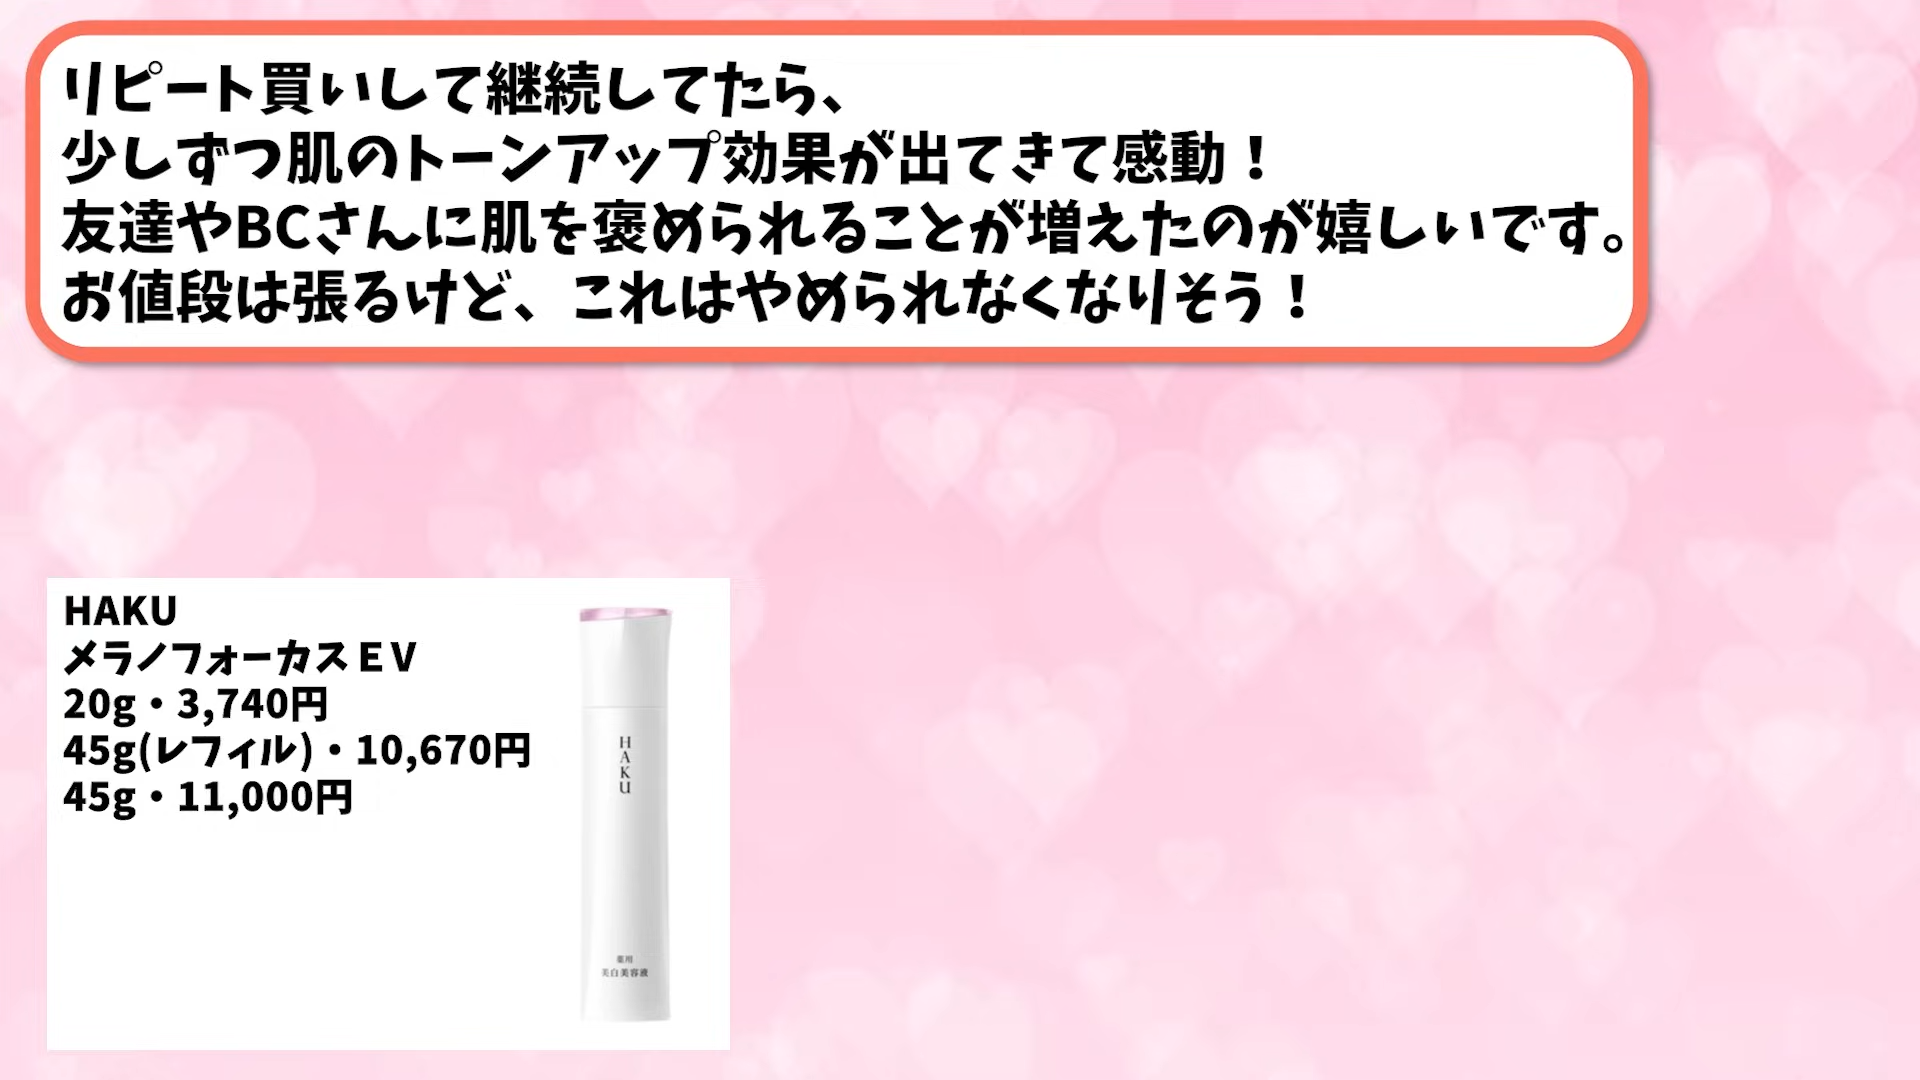 リピート買いして継続してたら、
少しずつ肌のトーンアップ効果が出てきて感動！
友達やBCさんに肌を褒められることが増えたのが嬉しいです。
お値段は張るけど、これはやめられなくなりそう！
HAKU
メラノフォーカスＥＶ
20g・3,740円
45g(レフィル)・10,670円
45g・11,000円
HAKU
薬用
美白美容液